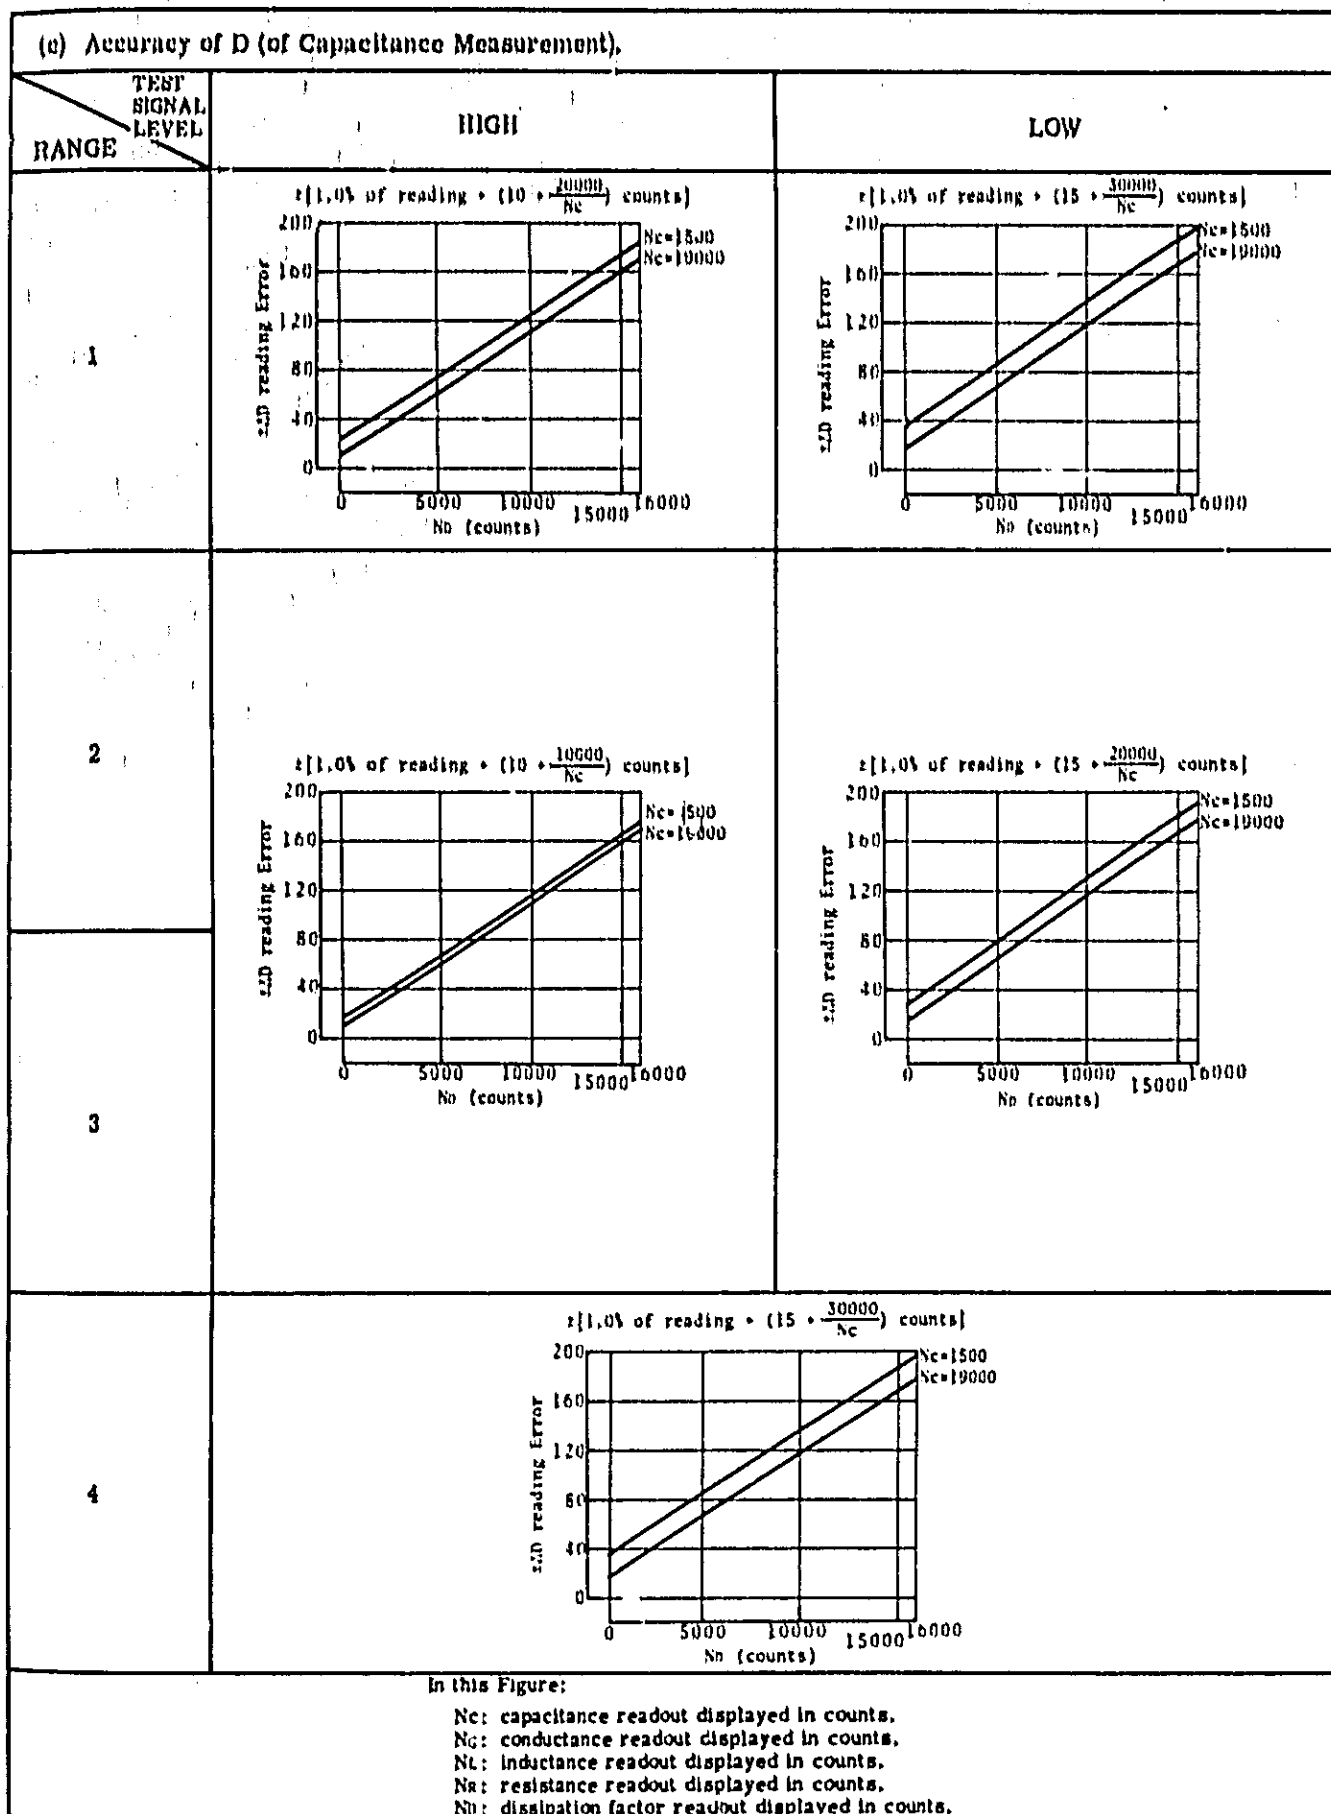 (e) Accuracy of D (of Capacitance Measurement).
TEST
SIGNAL
LEVEL
RANGE
HIGH
LOW
1
±[1.0% of reading + (10 + 20000/Nc) counts]
200
160
120
80
40
0
±ΔD reading Error
Nc=1500
Nc=19000
0 5000 10000 15000 16000
ND (counts)
±[1.0% of reading + (15 + 30000/Nc) counts]
200
160
120
80
40
0
±ΔD reading Error
Nc=1500
Nc=19000
0 5000 10000 15000 16000
ND (counts)
2
3
±[1.0% of reading + (10 + 10000/Nc) counts]
200
160
120
80
40
0
±ΔD reading Error
Nc=1500
0 5000 10000 15000 16000
ND (counts)
±[1.0% of reading + (15 + 20000/Nc) counts]
200
160
120
80
40
0
±ΔD reading Error
Nc=1500
Nc=19000
0 5000 10000 15000 16000
ND (counts)
4
±[1.0% of reading + (15 + 30000/Nc) counts]
200
160
120
80
40
0
±ΔD reading Error
Nc=1500
Nc=19000
0 5000 10000 15000 16000
ND (counts)
In this Figure:
NC: capacitance readout displayed in counts.
NG: conductance readout displayed in counts.
NL: inductance readout displayed in counts.
NR: resistance readout displayed in counts.
ND: dissipation factor readout displayed in counts.